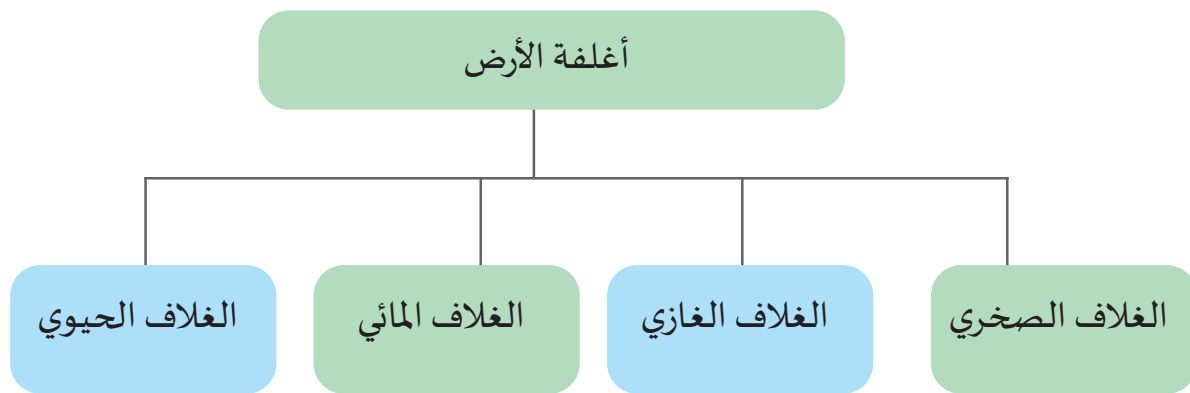 أغلفة الأرض
الغلاف الصخري
الغلاف الغازي
الغلاف المائي
الغلاف الحيوي